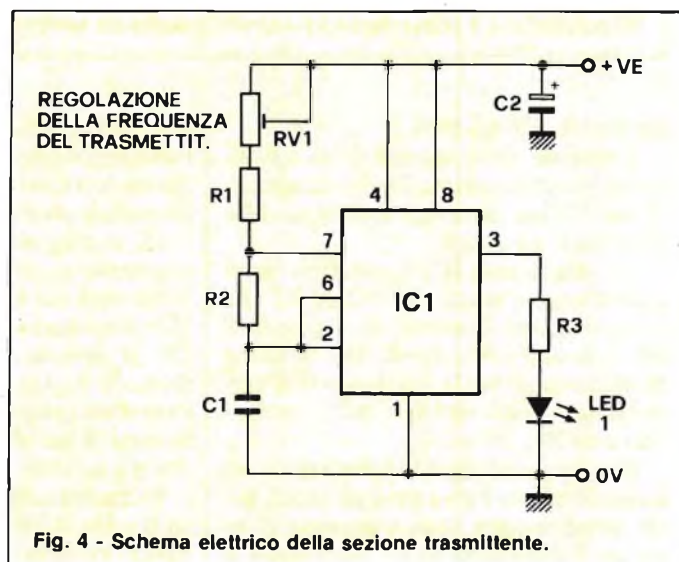 REGOLAZIONE
DELLA FREQUENZA
DEL TRASMETTIT.
RV1
R1
R2
C1
4
8
7
6
2
3
1
IC1
+ VE
+
C2
R3
LED
1
0V
Fig. 4 - Schema elettrico della sezione trasmittente.